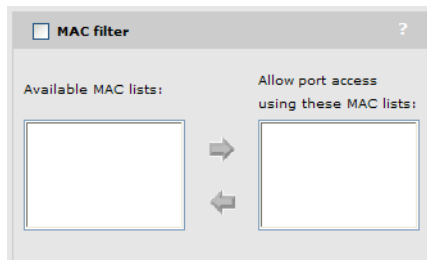 MAC filter ?
Available MAC lists:
Allow port access
using these MAC lists: